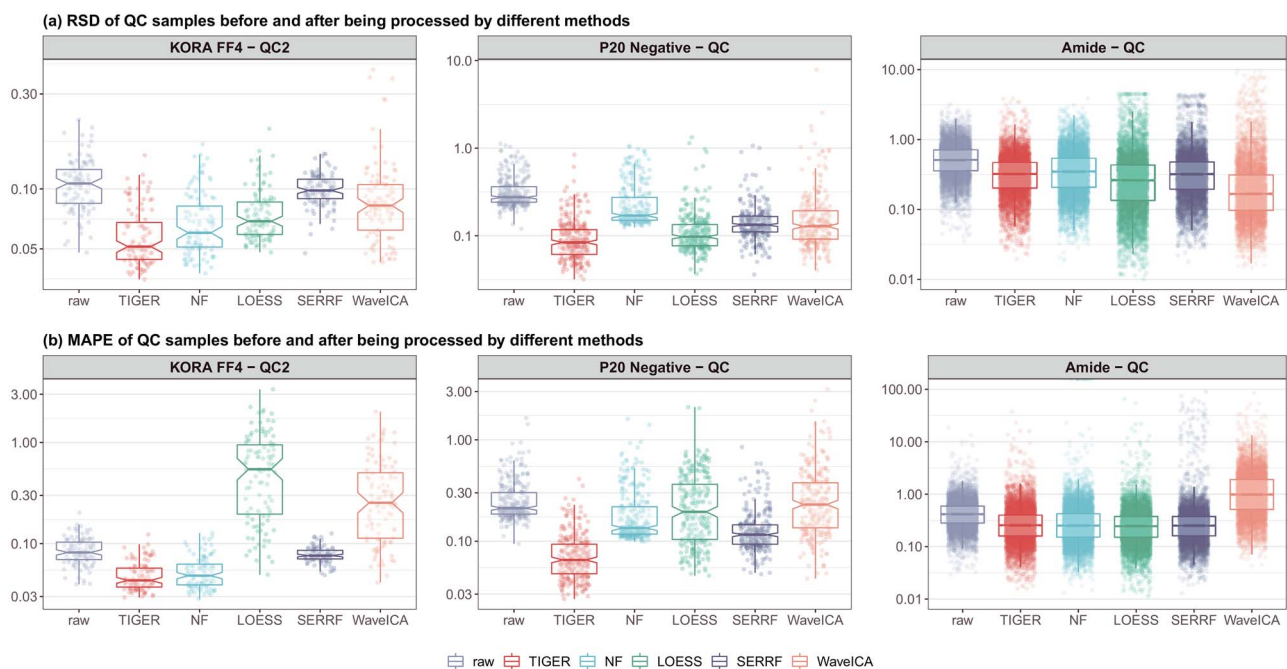 (a) RSD of QC samples before and after being processed by different methods
KORA FF4 − QC2
P20 Negative − QC
Amide − QC
0.30
0.10
0.05
10.0
1.0
0.1
10.00
1.00
0.10
0.01
raw TIGER NF LOESS SERRF WaveICA
raw TIGER NF LOESS SERRF WaveICA
raw TIGER NF LOESS SERRF WaveICA
(b) MAPE of QC samples before and after being processed by different methods
KORA FF4 − QC2
P20 Negative − QC
Amide − QC
3.00
1.00
0.30
0.10
0.03
3.00
1.00
0.30
0.10
0.03
100.00
10.00
1.00
0.10
0.01
raw TIGER NF LOESS SERRF WaveICA
raw TIGER NF LOESS SERRF WaveICA
raw TIGER NF LOESS SERRF WaveICA
raw TIGER NF LOESS SERRF WaveICA